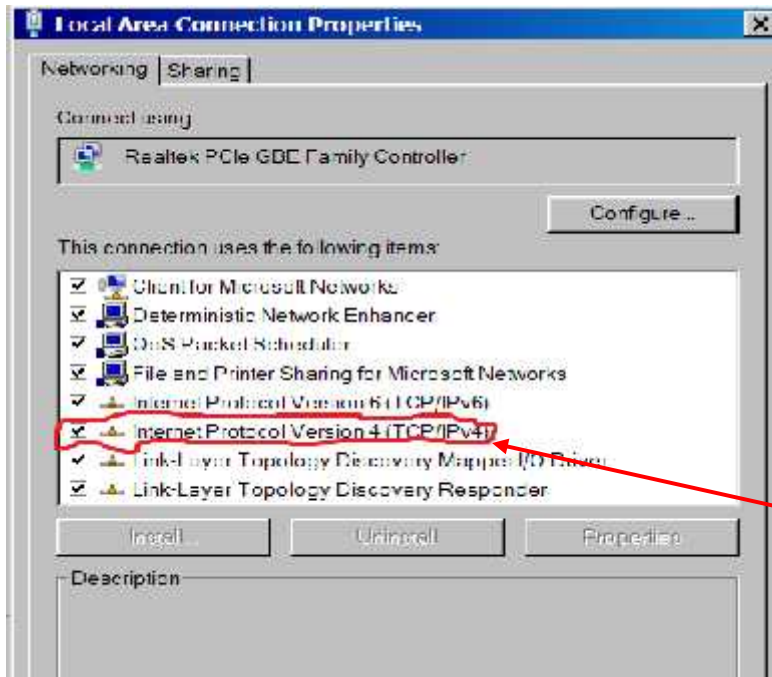 Local Area Connection Properties
Networking
Sharing
Connect using
Realtek PCIe GBE Family Controller
Configure...
This connection uses the following items:
Client for Microsoft Networks
Deterministic Network Enhancer
QoS Packet Scheduler
File and Printer Sharing for Microsoft Networks
Internet Protocol Version 6 (TCP/IPv6)
Internet Protocol Version 4 (TCP/IPv4)
Link-Layer Topology Discovery Mapper I/O Driver
Link-Layer Topology Discovery Responder
Install...
Uninstall
Properties
Description